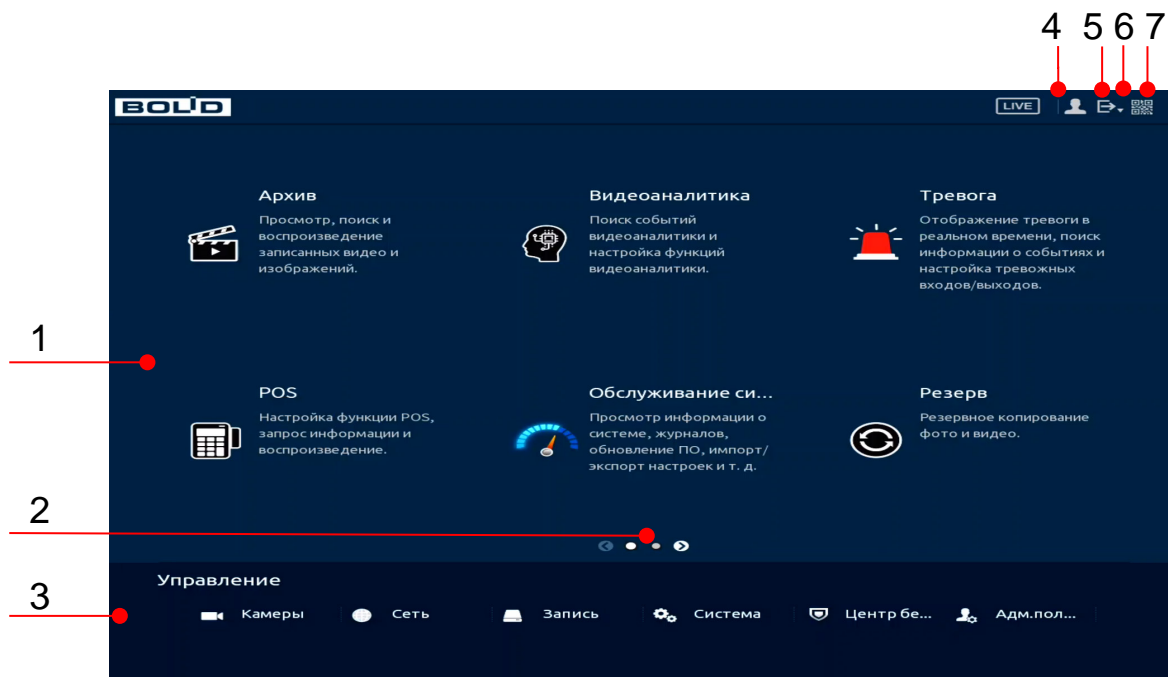 4 5 6 7
BOLID
LIVE
Архив
Просмотр, поиск и
воспроизведение
записанных видео и
изображений.
Видеоаналитика
Поиск событий
видеоаналитики и
настройка функций
видеоаналитики.
Тревога
Отображение тревоги в
реальном времени, поиск
информации о событиях и
настройка тревожных
входов/выходов.
1
POS
Настройка функции POS,
запрос информации и
воспроизведение.
Обслуживание си...
Просмотр информации о
системе, журналов,
обновление ПО, импорт/
экспорт настроек и т. д.
Резерв
Резервное копирование
фото и видео.
2
Управление
3
Камеры Сеть Запись Система Центр бе... Адм.пол...